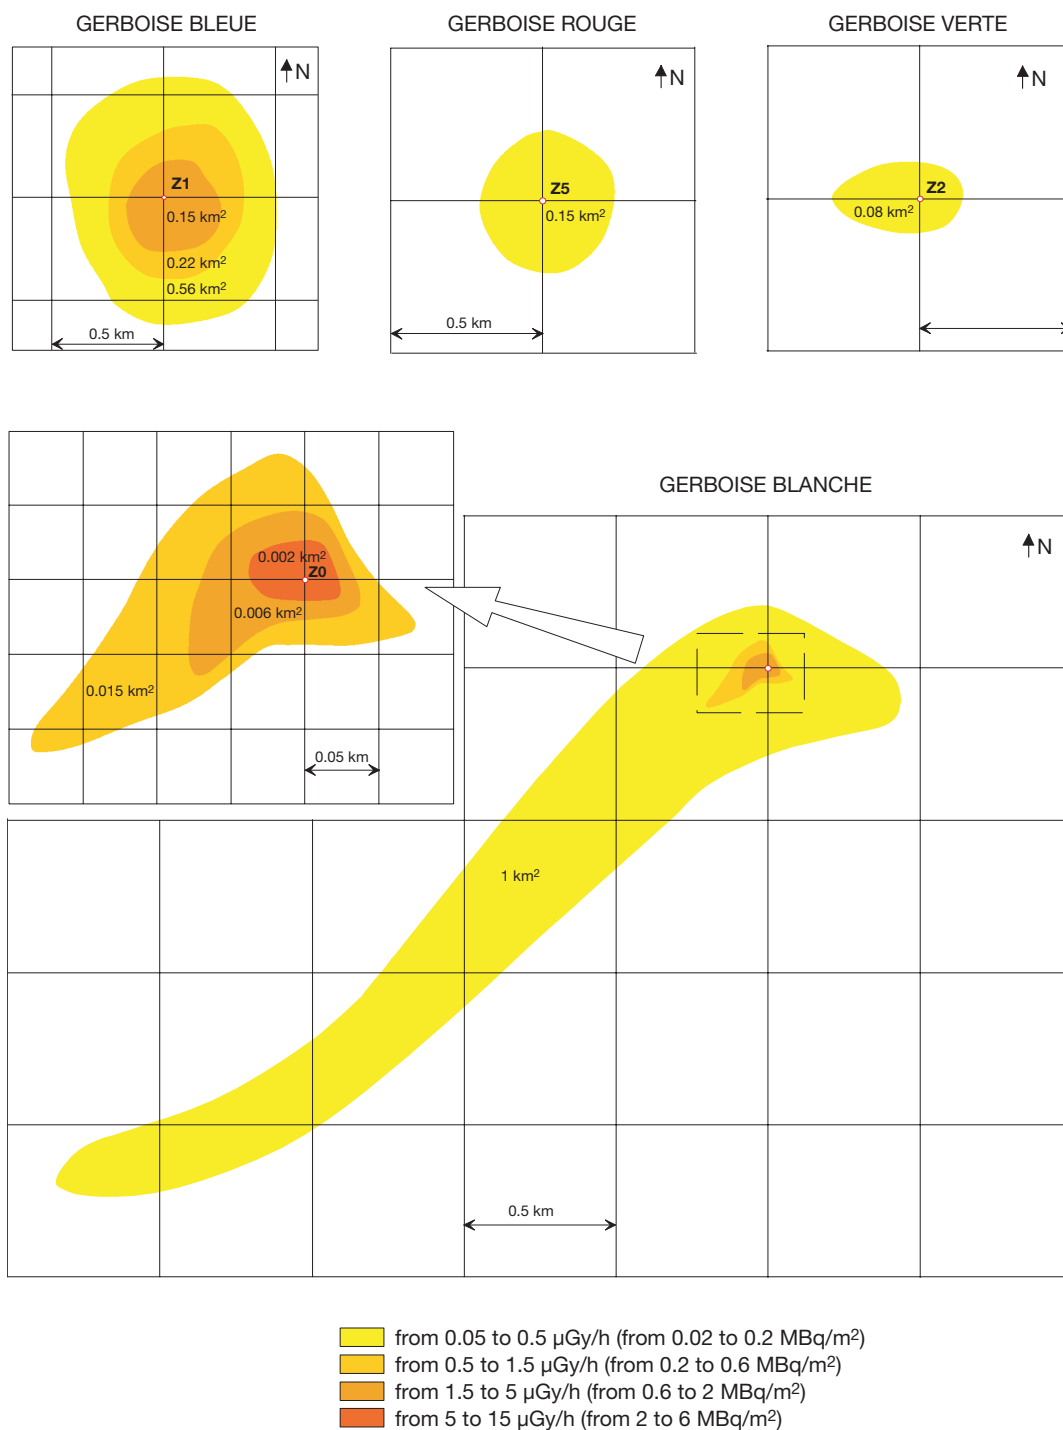 GERBOISE BLEUE
GERBOISE ROUGE
GERBOISE VERTE
N
N
N
Z1
0.15 km²
0.22 km²
0.56 km²
0.5 km
Z5
0.15 km²
0.5 km
Z2
0.08 km²
GERBOISE BLANCHE
N
0.002 km²
Z0
0.006 km²
0.015 km²
0.05 km
1 km²
0.5 km
from 0.05 to 0.5 µGy/h (from 0.02 to 0.2 MBq/m²)
from 0.5 to 1.5 µGy/h (from 0.2 to 0.6 MBq/m²)
from 1.5 to 5 µGy/h (from 0.6 to 2 MBq/m²)
from 5 to 15 µGy/h (from 2 to 6 MBq/m²)